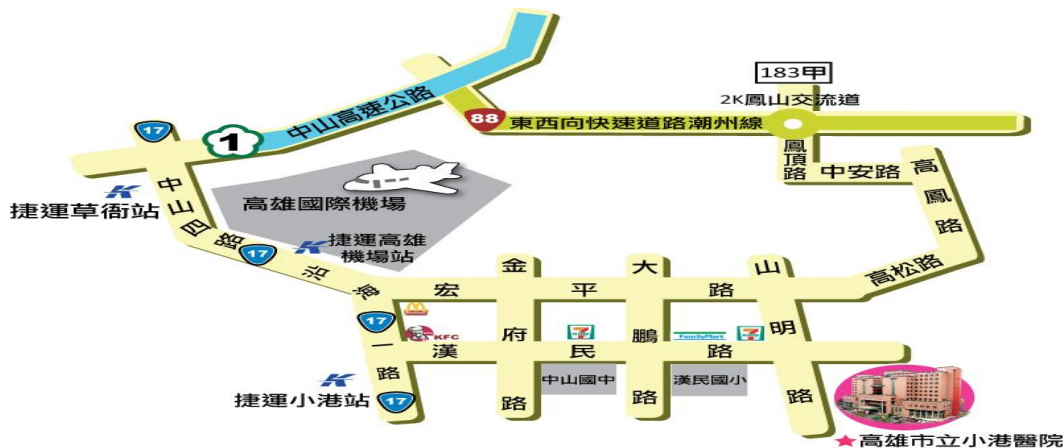 183甲
2K鳳山交流道
中山高速公路
88
東西向快速道路潮州線
17
1
鳳頂路
中安路
高鳳路
中山四路
高雄國際機場
捷運草衙站
捷運高雄
機場站
17
沿海一路
金府路
大鵬路
山明路
高松路
宏平路
17
KFC
7
ELEVEN
FamilyMart
7
漢民路
中山國中
漢民國小
捷運小港站
17
高雄市立小港醫院